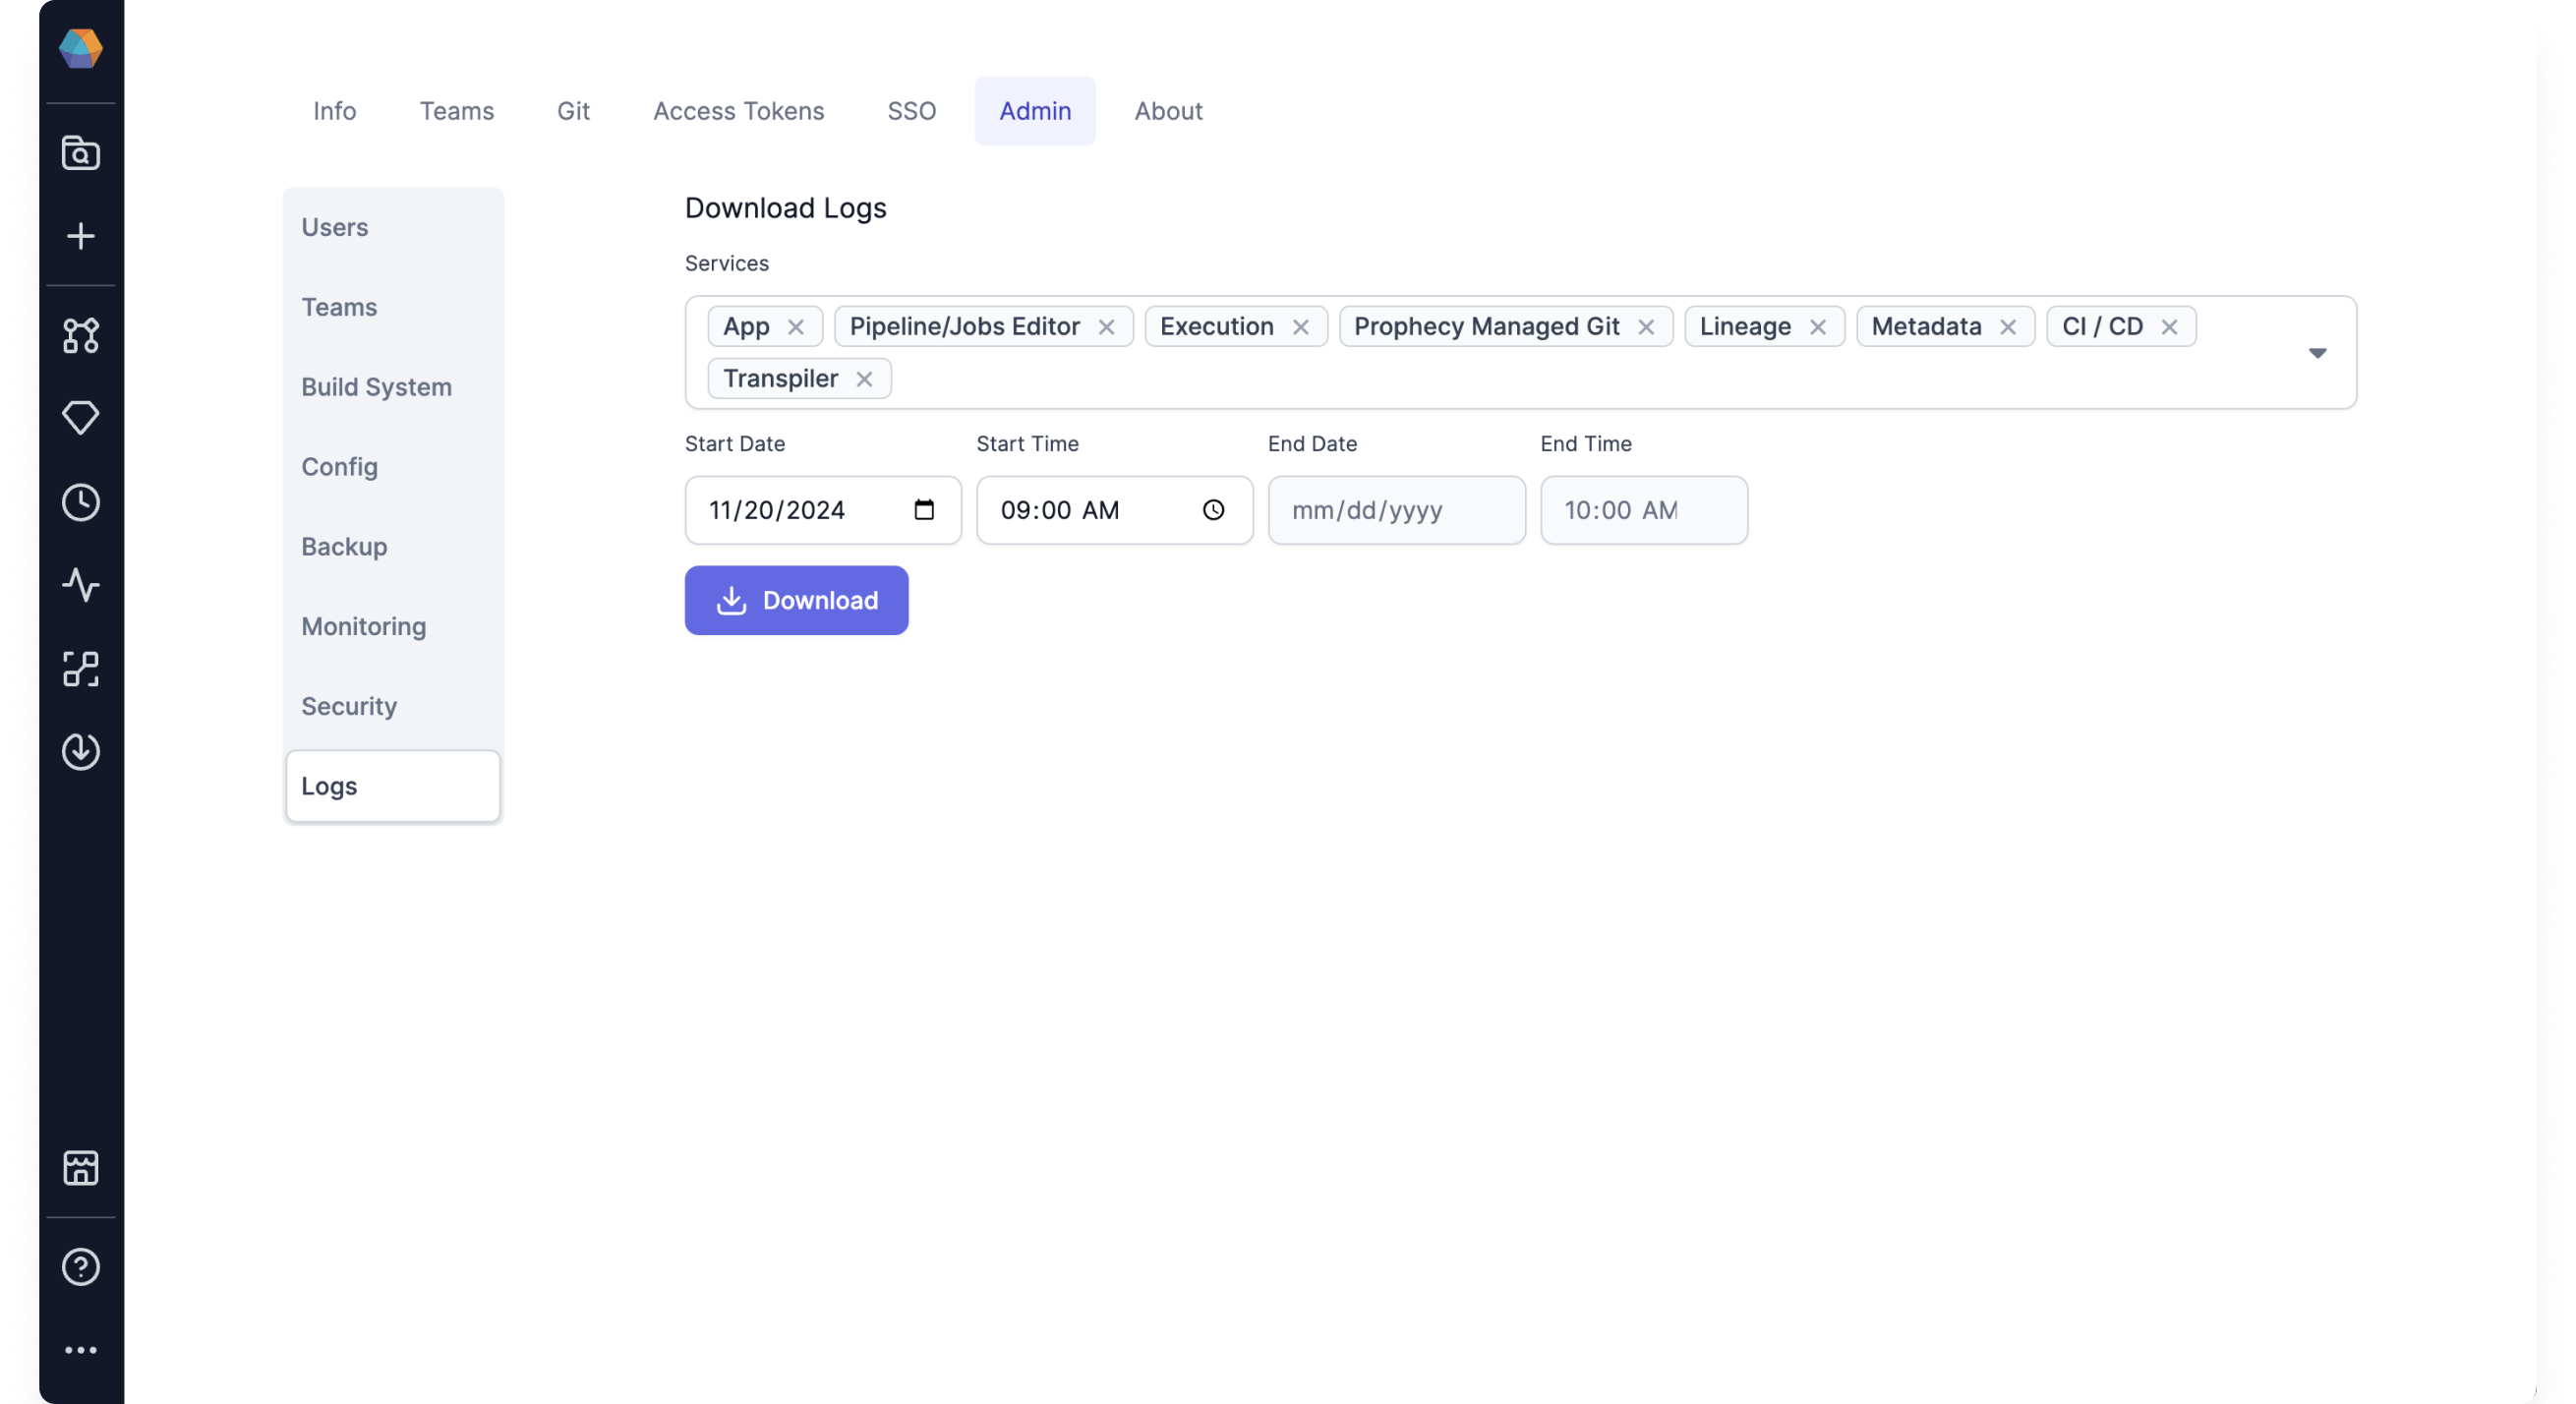 Info Teams Git Access Tokens SSO Admin About
Users
Teams
Build System
Config
Backup
Monitoring
Security
Logs
Download Logs
Services
App Pipeline/Jobs Editor Execution Prophecy Managed Git Lineage Metadata CI / CD
Transpiler
Start Date Start Time End Date End Time
11/20/2024 09:00 AM mm/dd/yyyy 10:00 AM
Download